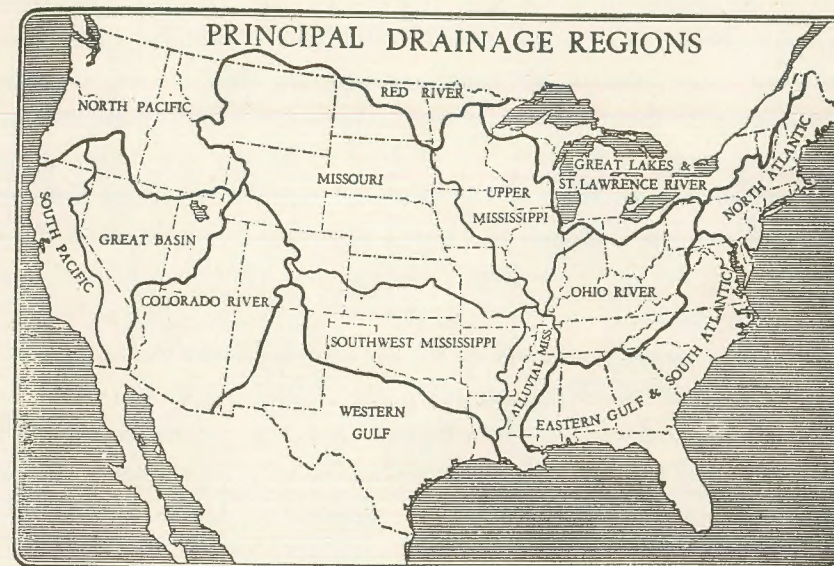 PRINCIPAL DRAINAGE REGIONS
NORTH PACIFIC
RED RIVER
MISSOURI
UPPER
MISSISSIPPI
GREAT LAKES &
ST. LAWRENCE RIVER
NORTH ATLANTIC
SOUTH PACIFIC
GREAT BASIN
COLORADO RIVER
OHIO RIVER
SOUTHWEST MISSISSIPPI
ALLUVIAL MISS.
EASTERN GULF & SOUTH ATLANTIC
WESTERN
GULF